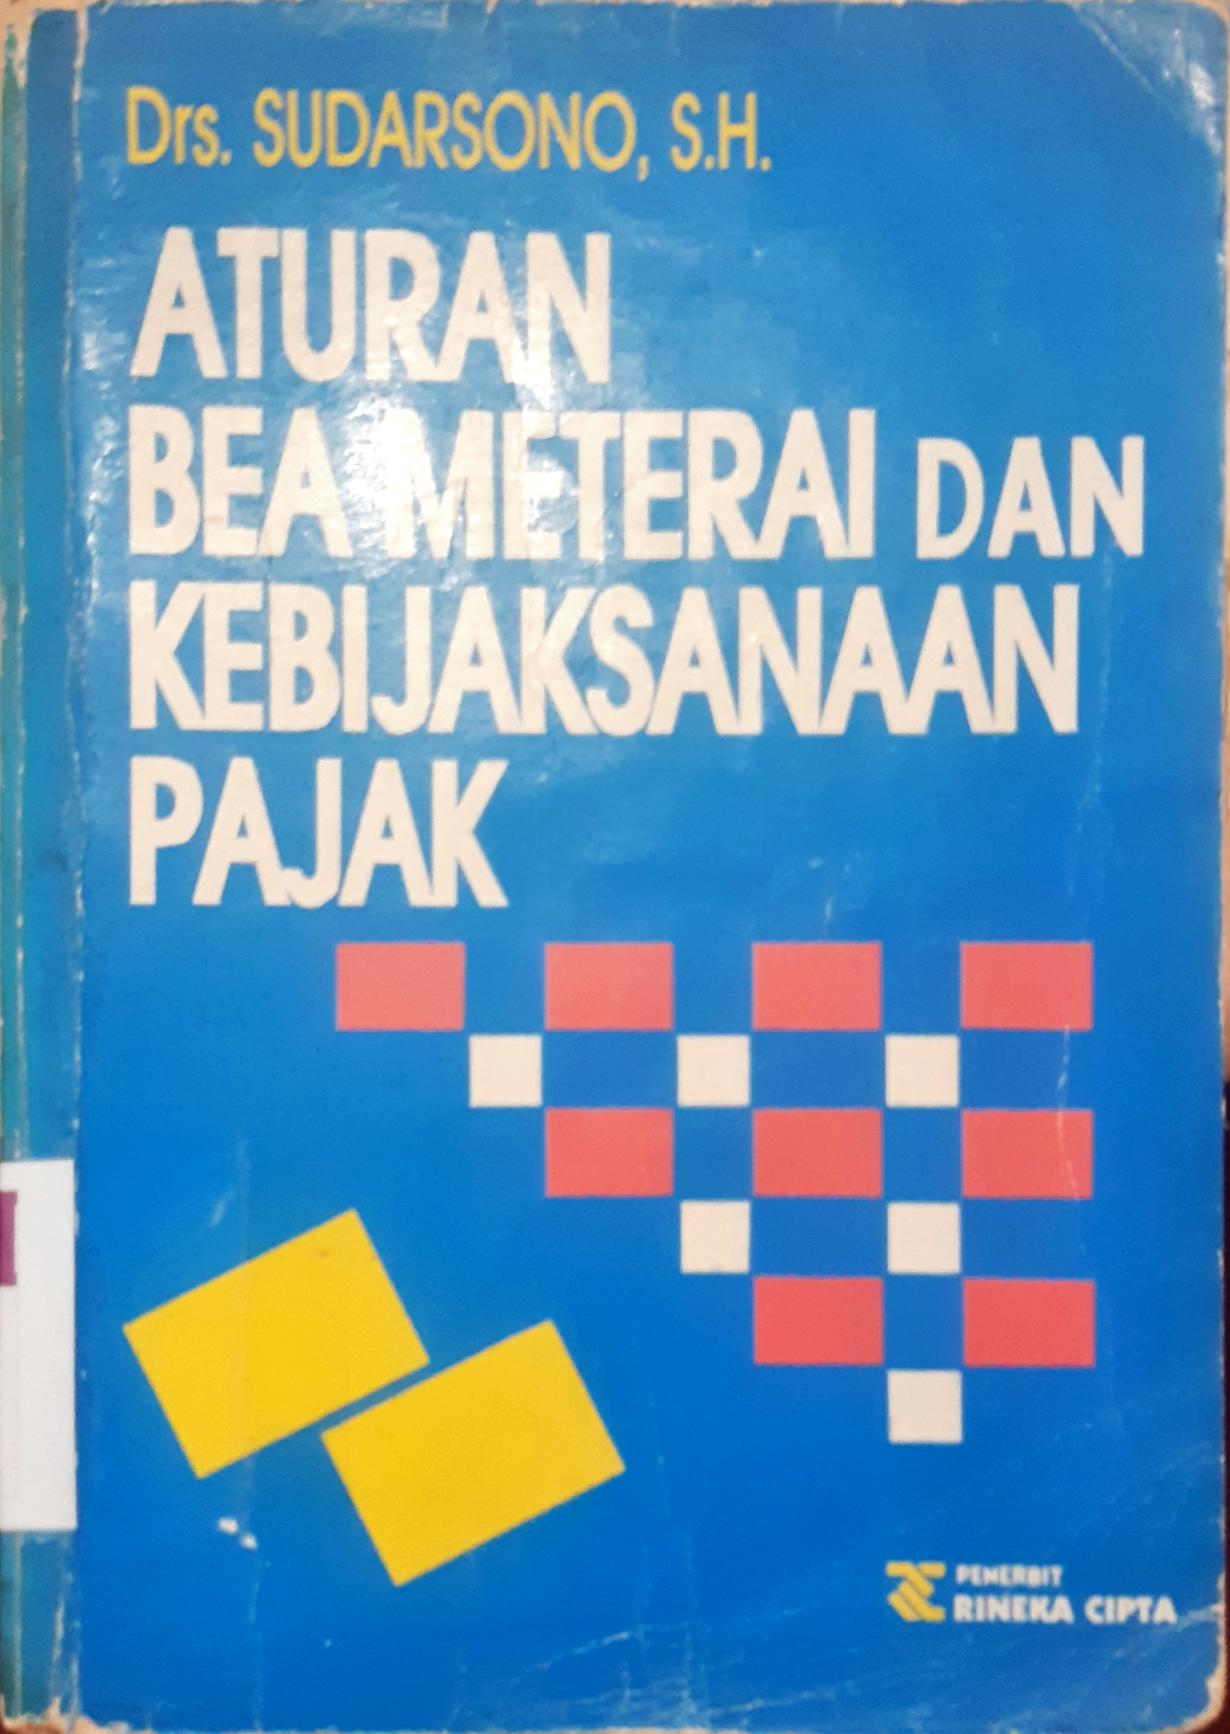 Drs. SUDARSONO, S.H.
ATURAN
BEA METERAI DAN
KEBIJAKSANAAN
PAJAK
PENERBIT
RINEKA CIPTA